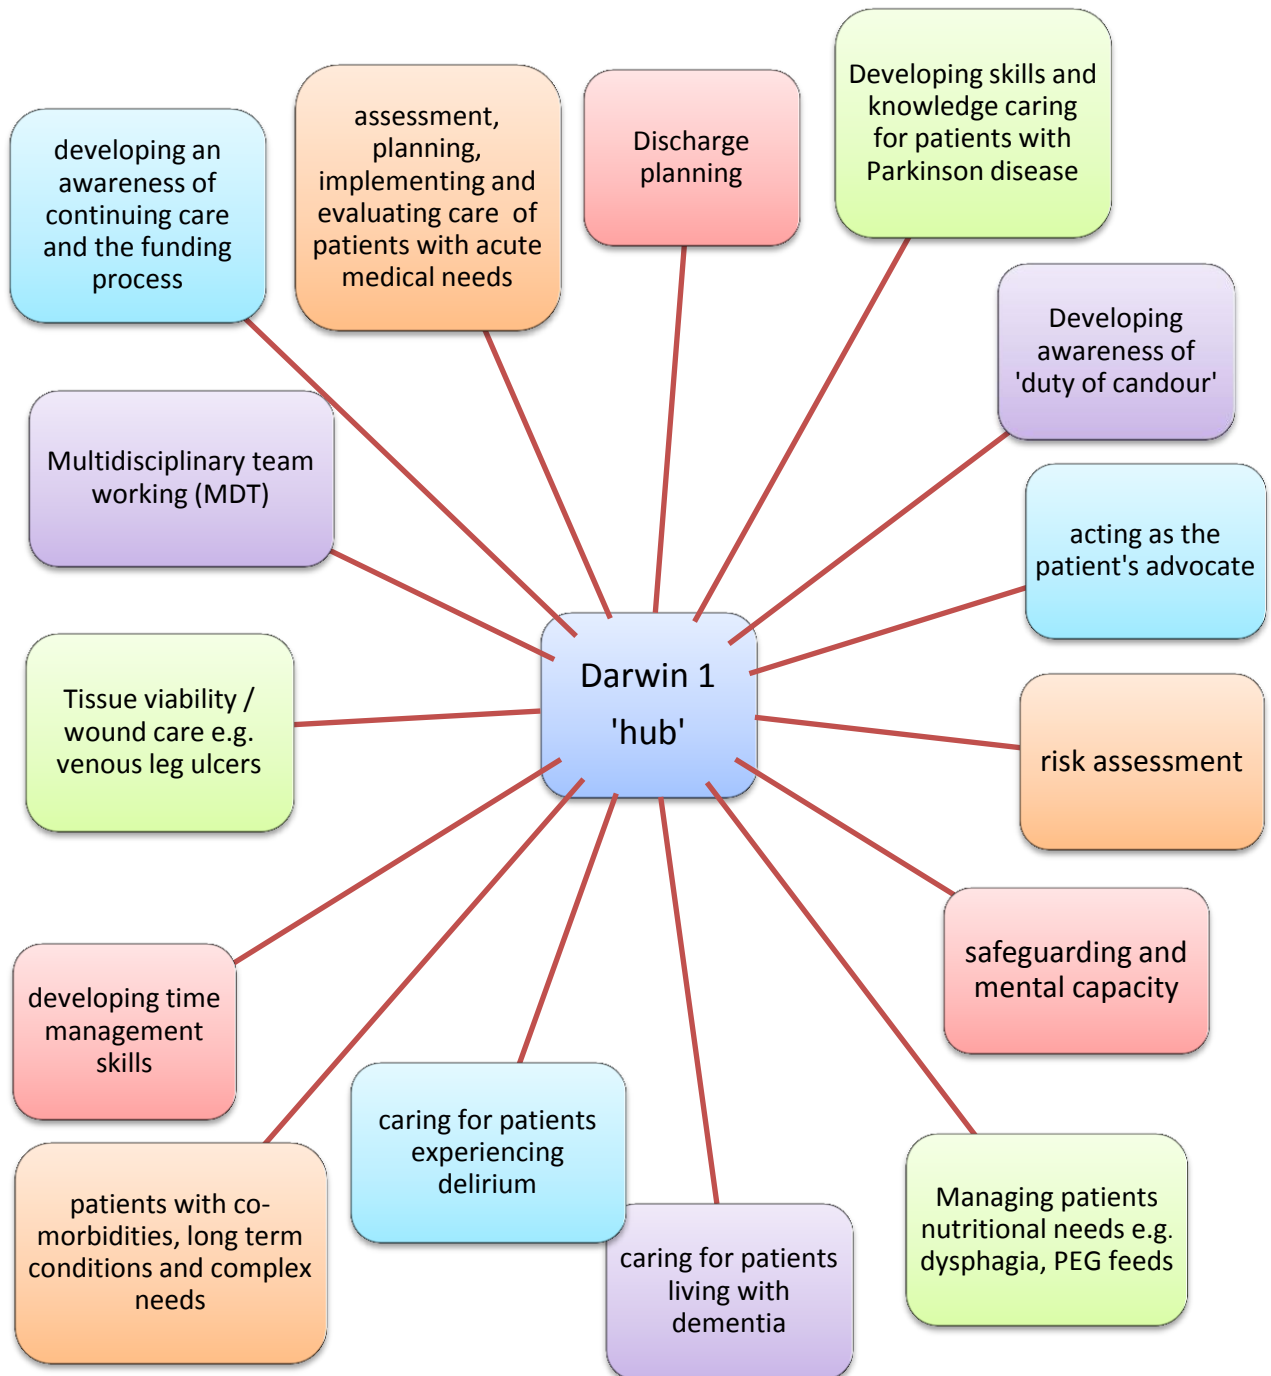 Developing skills and
knowledge caring
for patients with
Parkinson disease
assessment,
planning,
implementing and
evaluating care of
patients with acute
medical needs
Discharge
planning
developing an
awareness of
continuing care
and the funding
process
Developing
awareness of
'duty of candour'
Multidisciplinary team
working (MDT)
acting as the
patient's advocate
Darwin 1
'hub'
Tissue viability /
wound care e.g.
venous leg ulcers
risk assessment
safeguarding and
mental capacity
developing time
management
skills
caring for patients
experiencing
delirium
patients with co-
morbidities, long term
conditions and complex
needs
Managing patients
nutritional needs e.g.
dysphagia, PEG feeds
caring for patients
living with
dementia